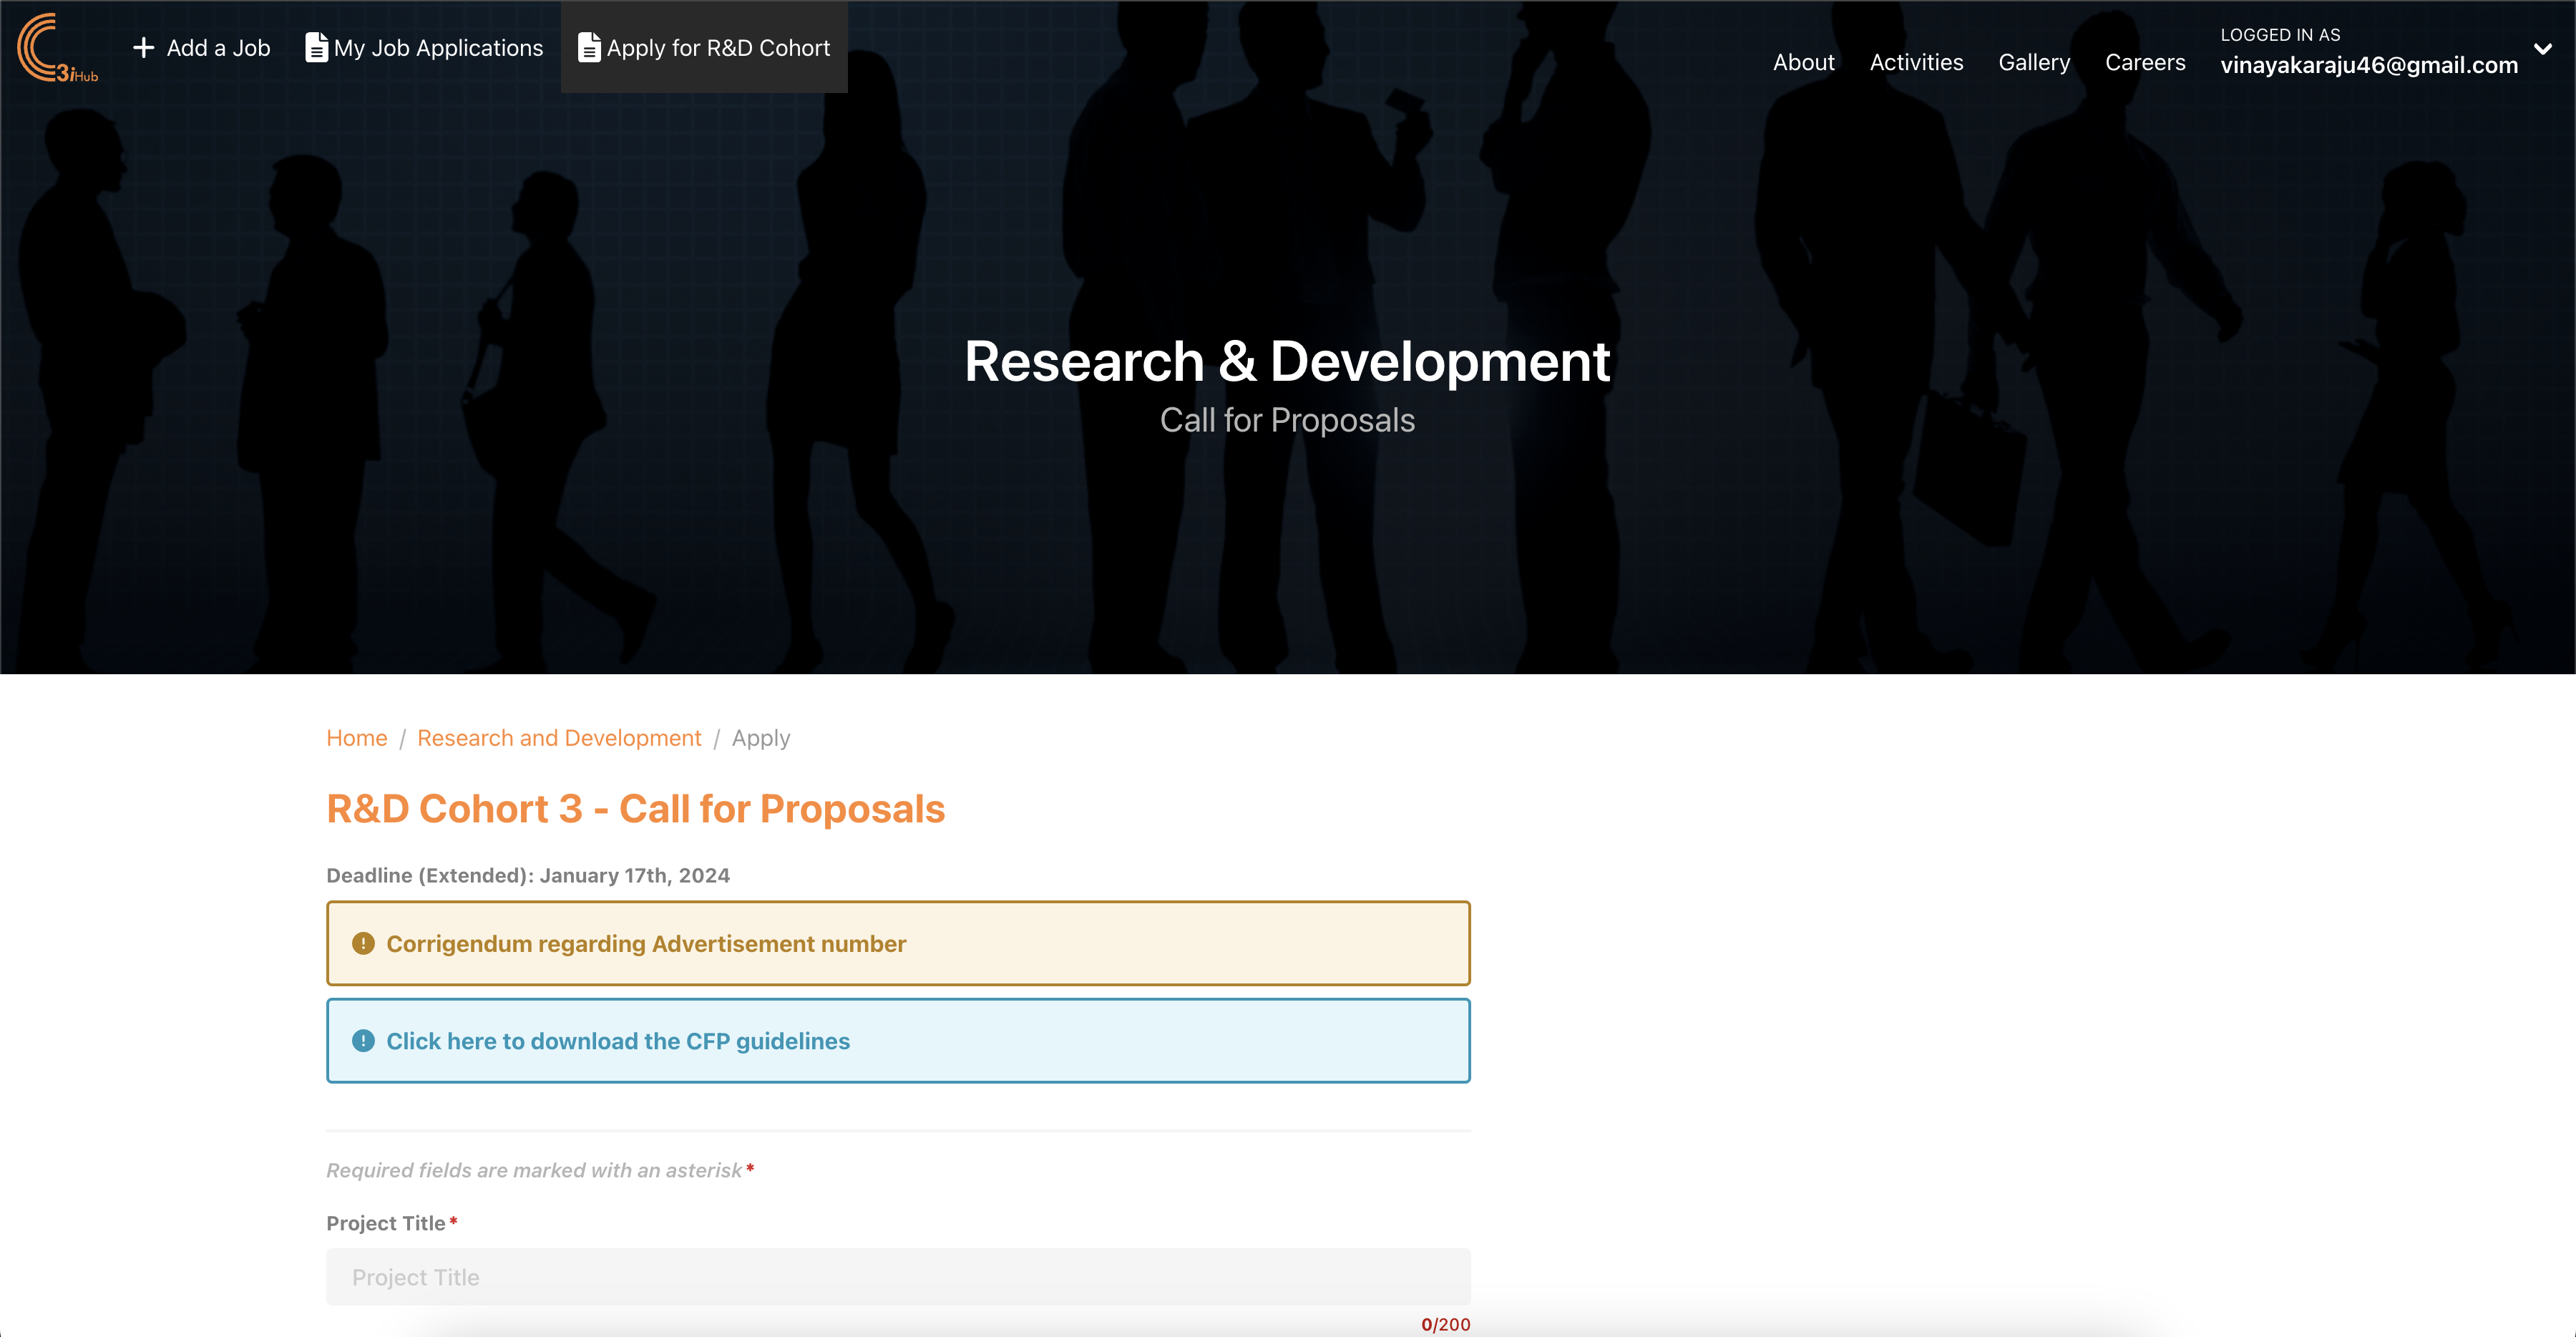 C3iHub
Add a Job
My Job Applications
Apply for R&D Cohort
About
Activities
Gallery
Careers
LOGGED IN AS
vinayakaraju46@gmail.com
Research & Development
Call for Proposals
Home / Research and Development / Apply
R&D Cohort 3 - Call for Proposals
Deadline (Extended): January 17th, 2024
Corrigendum regarding Advertisement number
Click here to download the CFP guidelines
Required fields are marked with an asterisk*
Project Title*
Project Title
0/200